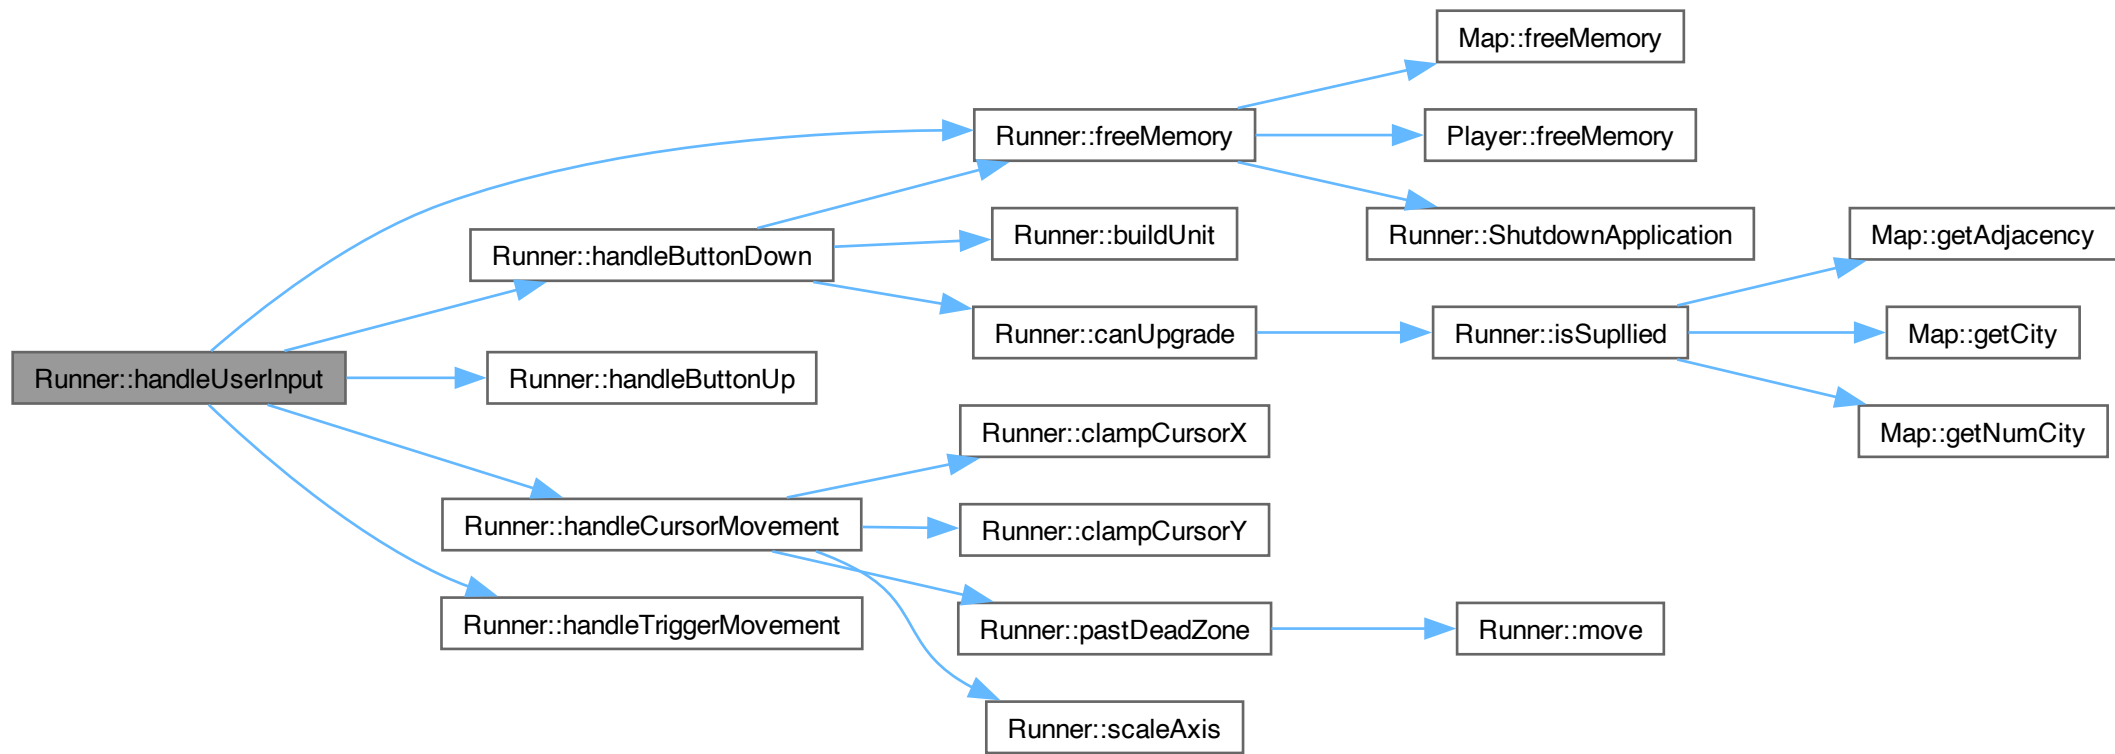 Map::freeMemory
Runner::freeMemory
Player::freeMemory
Runner::handleButtonDown
Runner::buildUnit
Runner::ShutdownApplication
Map::getAdjacency
Runner::canUpgrade
Runner::isSupllied
Map::getCity
Runner::handleUserInput
Runner::handleButtonUp
Runner::clampCursorX
Map::getNumCity
Runner::handleCursorMovement
Runner::clampCursorY
Runner::handleTriggerMovement
Runner::pastDeadZone
Runner::move
Runner::scaleAxis